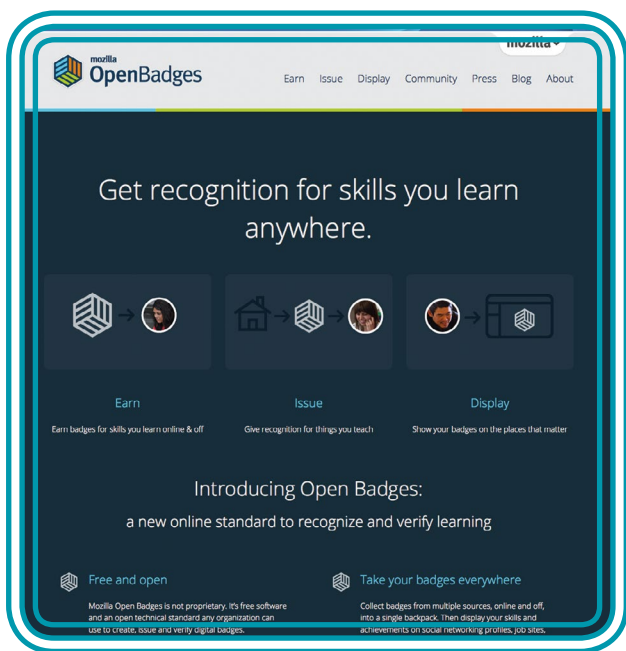 mozilla
mozilla
OpenBadges
Earn Issue Display Community Press Blog About
Get recognition for skills you learn
anywhere.
Earn
Issue
Display
Earn badges for skills you learn online & off
Give recognition for things you teach
Show your badges on the places that matter
Introducing Open Badges:
a new online standard to recognize and verify learning
Free and open
Mozilla Open Badges is not proprietary. It's free software
and an open technical standard any organization can
use to create, issue and verify digital badges.
Take your badges everywhere
Collect badges from multiple sources, online and off,
into a single backpack. Then display your skills and
achievements on social networking profiles, job sites,